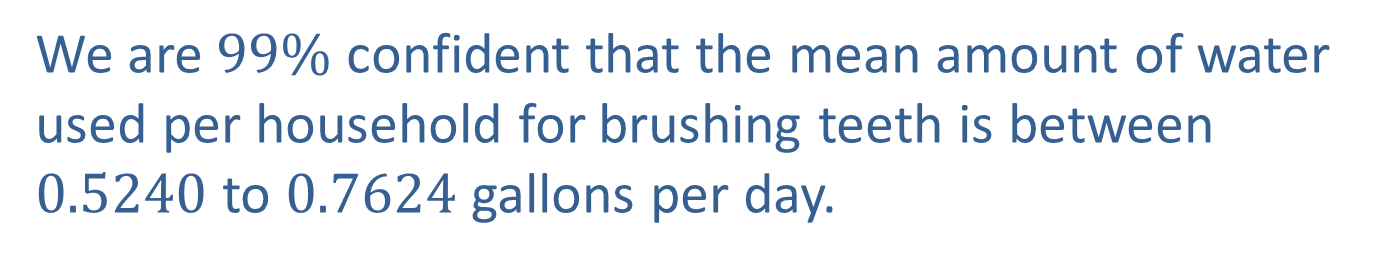 We are 99% confident that the mean amount of water
used per household for brushing teeth is between
0.5240 to 0.7624 gallons per day.